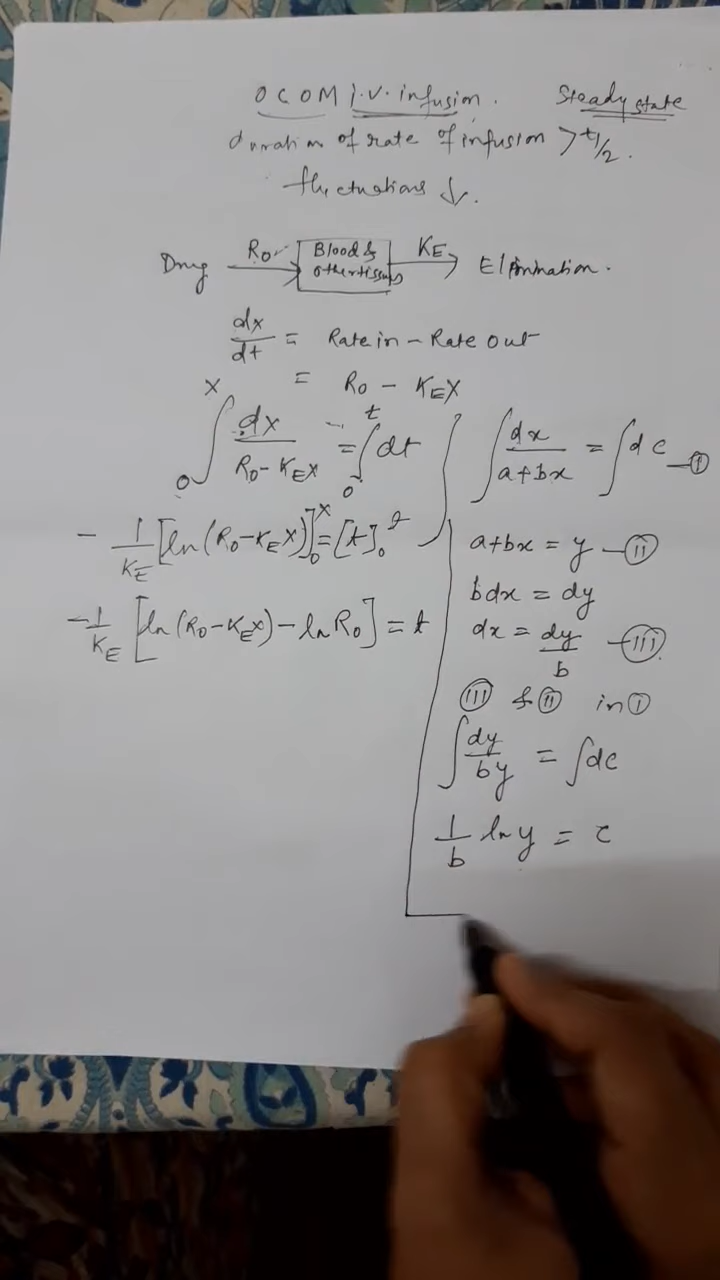 OCOM i.v. infusion. Steady state
duration of rate of infusion > t1/2.
fluctuations ↓.
Drug R0 → Blood & other tissues KE → Elimination.
dx/dt = Rate in - Rate out
= R0 - KEX
∫₀ˣ dx/(R0 - KEX) = ∫₀ᵗ dt
- 1/KE [ln(R0-KEX)]₀ˣ = [t]₀ᵗ
- 1/KE [ln(R0-KEX) - ln R0] = t
∫ dx/(a+bx) = ∫dc - (I)
a+bx = y - (II)
bdx = dy
dx = dy/b - (III)
(III) & (II) in (I)
∫ dy/by = ∫dc
1/b ln y = c